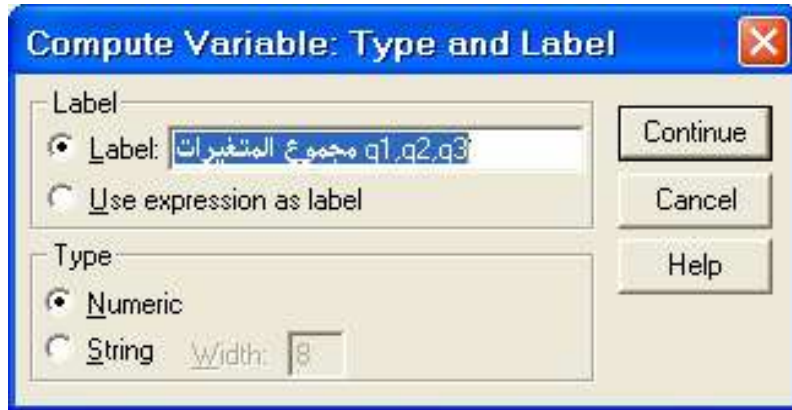 Compute Variable: Type and Label
Label
Label: مجموع المتغيرات q1,q2,q3
Use expression as label
Type
Numeric
String Width: 8
Continue
Cancel
Help